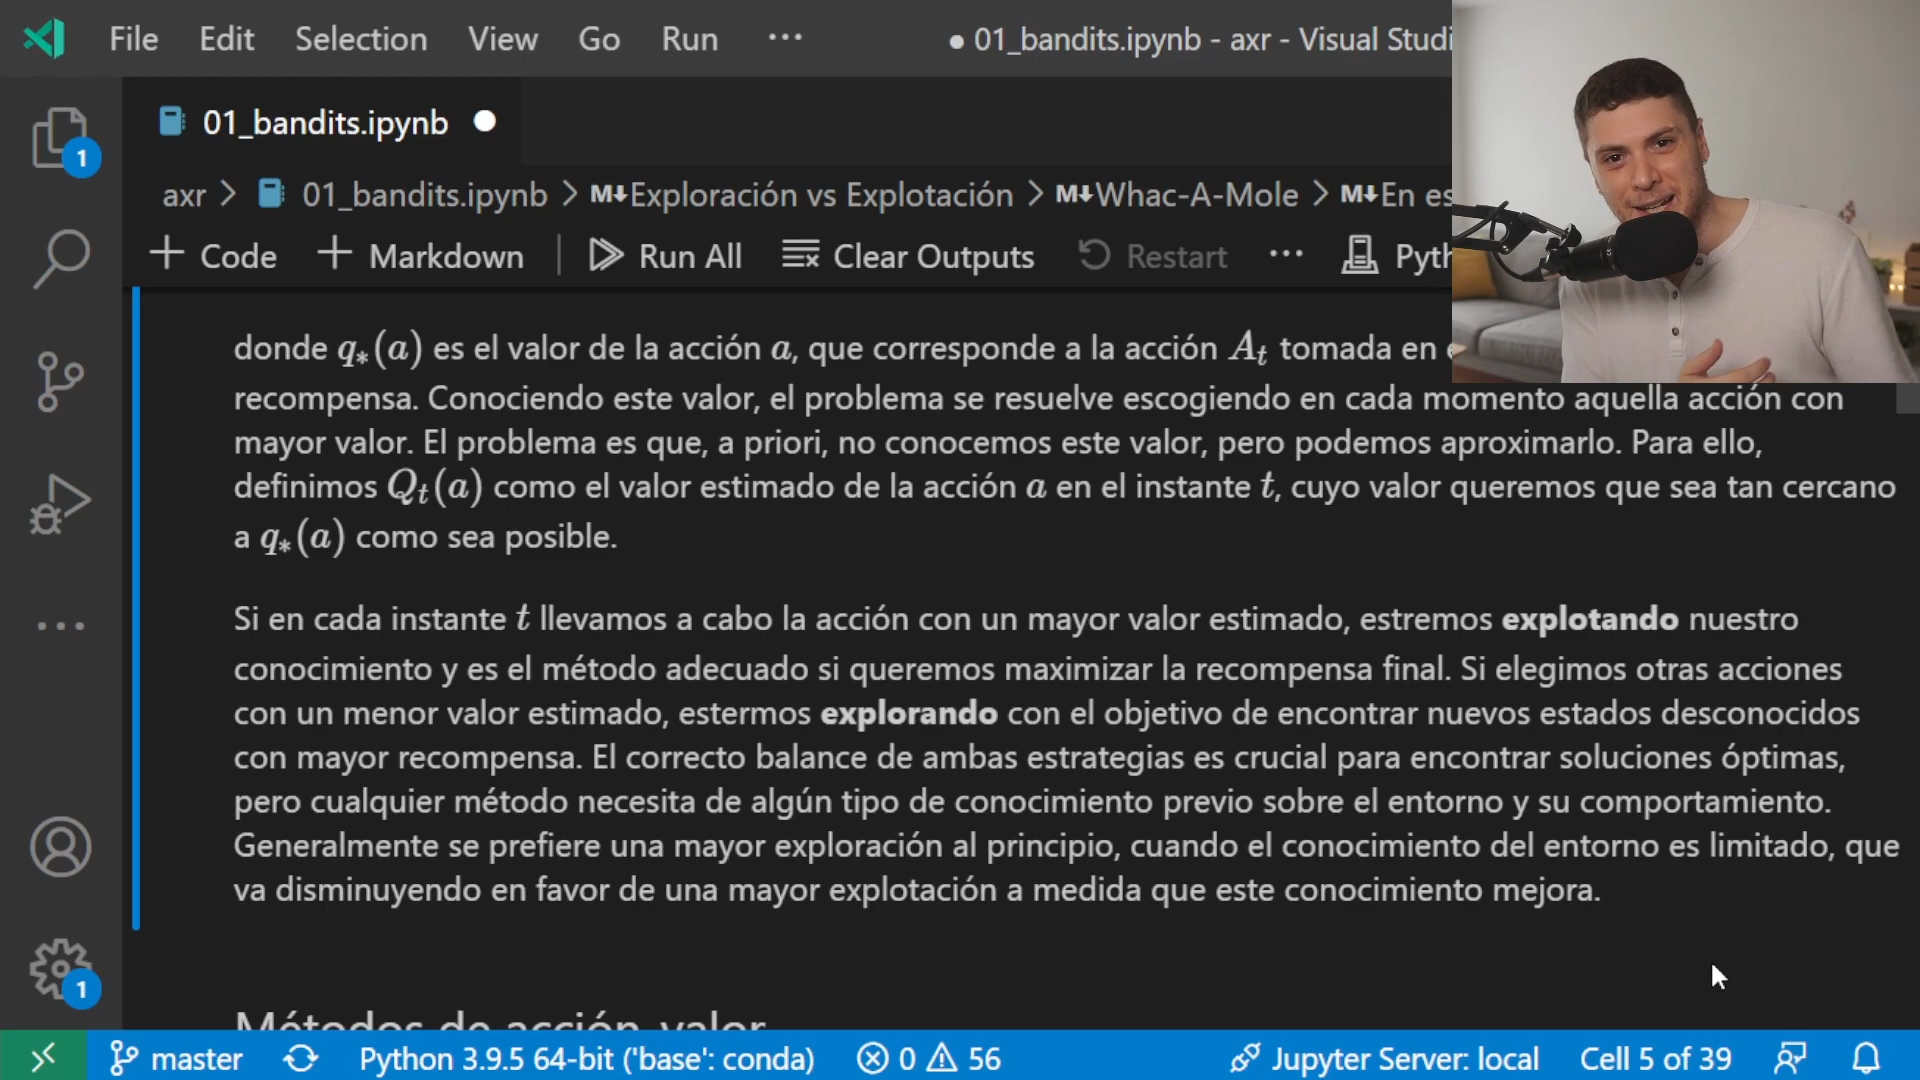 File Edit Selection View Go Run ··· ● 01_bandits.ipynb - axr - Visual
01_bandits.ipynb ●
axr > 01_bandits.ipynb > M↓Exploración vs Explotación > M↓Whac-A-Mole > M↓En
+ Code + Markdown | Run All Clear Outputs Restart ···
donde q*(a) es el valor de la acción a, que corresponde a la acción At tomada en
recompensa. Conociendo este valor, el problema se resuelve escogiendo en cada momento aquella acción con
mayor valor. El problema es que, a priori, no conocemos este valor, pero podemos aproximarlo. Para ello,
definimos Qt(a) como el valor estimado de la acción a en el instante t, cuyo valor queremos que sea tan cercano
a q*(a) como sea posible.
Si en cada instante t llevamos a cabo la acción con un mayor valor estimado, estremos explotando nuestro
conocimiento y es el método adecuado si queremos maximizar la recompensa final. Si elegimos otras acciones
con un menor valor estimado, estermos explorando con el objetivo de encontrar nuevos estados desconocidos
con mayor recompensa. El correcto balance de ambas estrategias es crucial para encontrar soluciones óptimas,
pero cualquier método necesita de algún tipo de conocimiento previo sobre el entorno y su comportamiento.
Generalmente se prefiere una mayor exploración al principio, cuando el conocimiento del entorno es limitado, que
va disminuyendo en favor de una mayor explotación a medida que este conocimiento mejora.
Métodos de acción-valor
master Python 3.9.5 64-bit ('base': conda) 0 56 Jupyter Server: local Cell 5 of 39
1
1